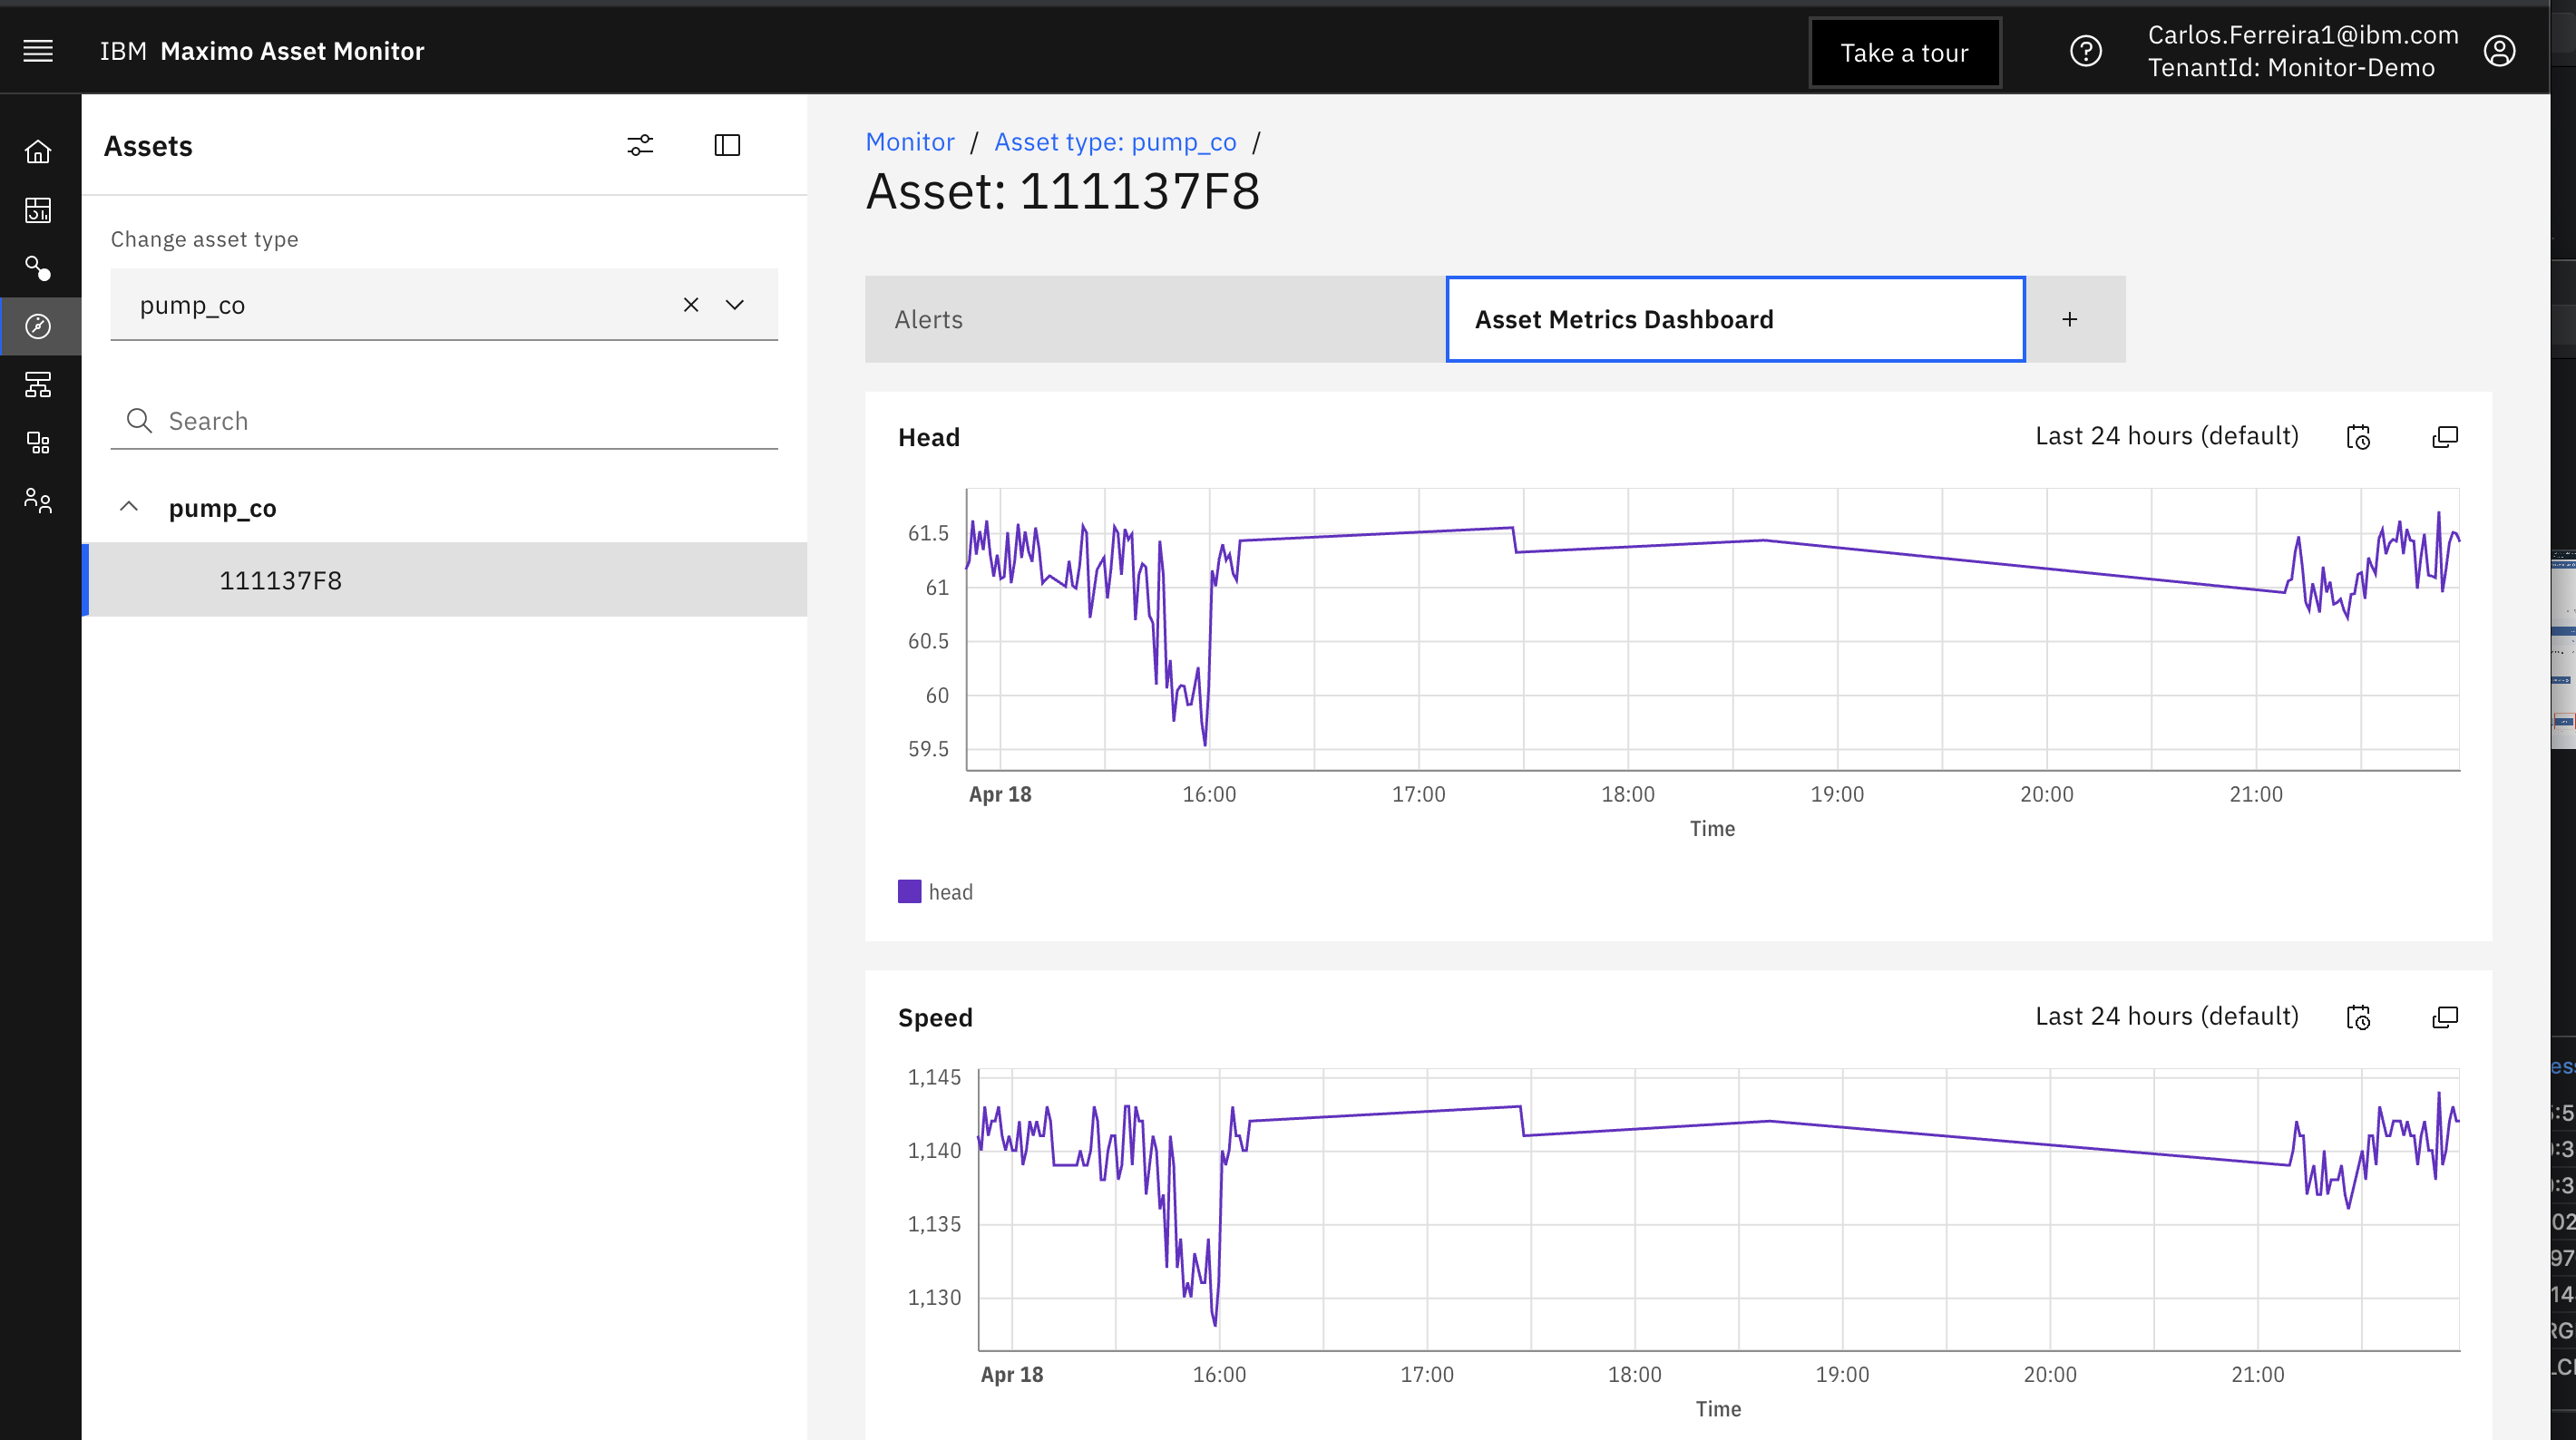 IBM Maximo Asset Monitor
Take a tour
Carlos.Ferreira1@ibm.com
TenantId: Monitor-Demo
Assets
Change asset type
pump_co
Search
pump_co
111137F8
Monitor / Asset type: pump_co /
Asset: 111137F8
Alerts
Asset Metrics Dashboard
+
Head
Last 24 hours (default)
61.5
61
60.5
60
59.5
Apr 18 16:00 17:00 18:00 19:00 20:00 21:00
Time
head
Speed
Last 24 hours (default)
1,145
1,140
1,135
1,130
Apr 18 16:00 17:00 18:00 19:00 20:00 21:00
Time